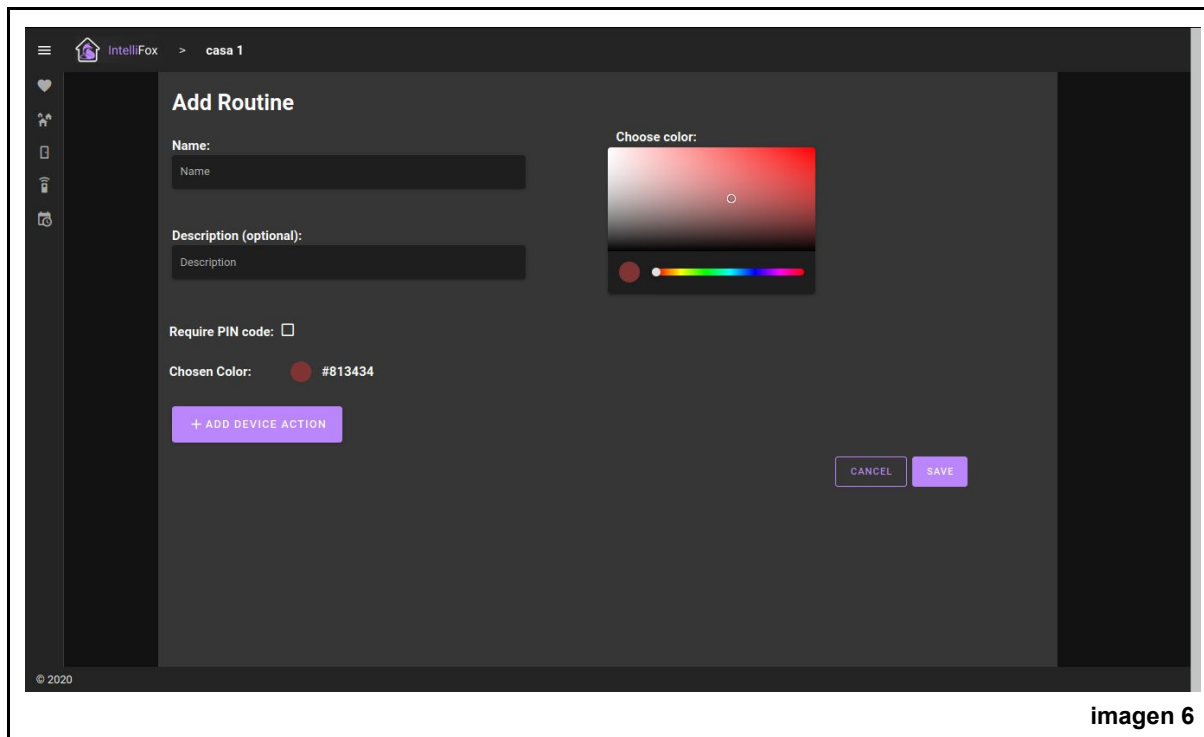 IntelliFox > casa 1
Add Routine
Name:
Name
Description (optional):
Description
Choose color:
Require PIN code:
Chosen Color: #813434
+ ADD DEVICE ACTION
CANCEL SAVE
© 2020
imagen 6